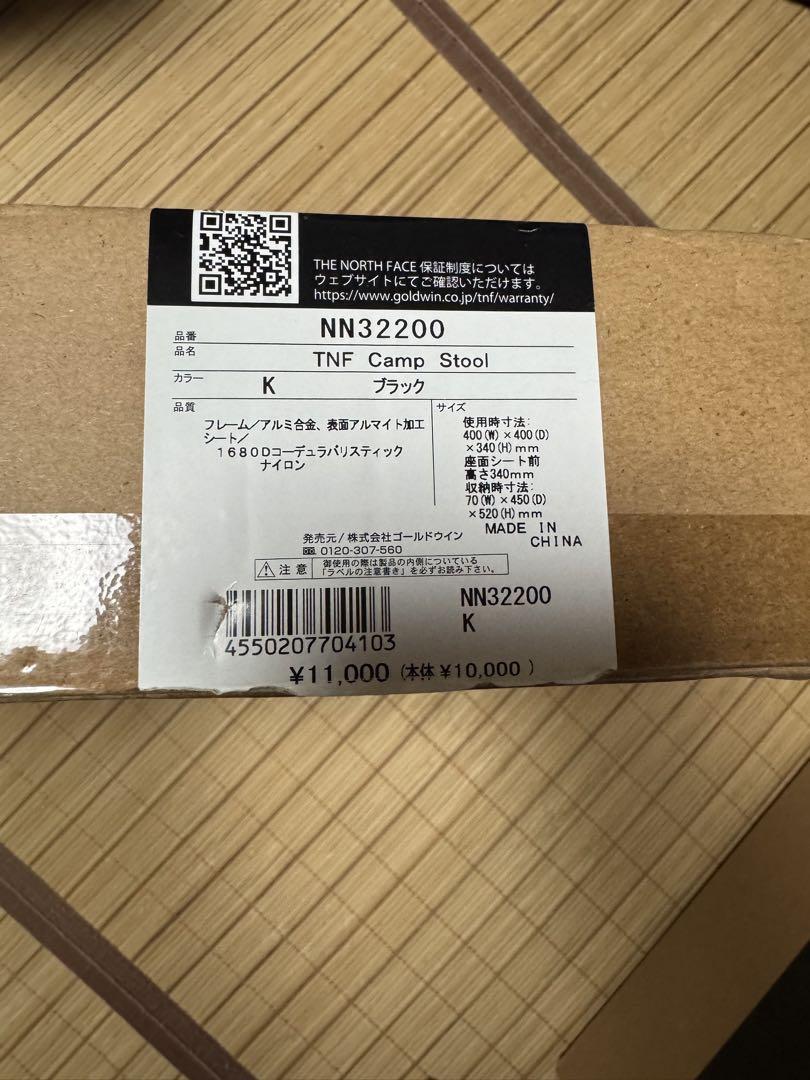 THE NORTH FACE 保証制度については
ウェブサイトにてご確認いただけます。
https://www.goldwin.co.jp/tnf/warranty/
品番 NN32200
品名 TNF Camp Stool
カラー K ブラック
品質
フレーム/アルミ合金、表面アルマイト加工
シート/
1680Dコーデュラバリスティック
ナイロン
サイズ
使用時寸法:
400(W)×400(D)
×340(H)mm
座面シート前
高さ340mm
収納時寸法:
70(W)×450(D)
×520(H)mm
MADE IN
CHINA
発売元/株式会社ゴールドウイン
0120-307-560
注意 御使用の際は製品の内側についている
「ラベルの注意書き」を必ずお読み下さい。
4550207704103
NN32200
K
¥11,000 (本体 ¥10,000 )